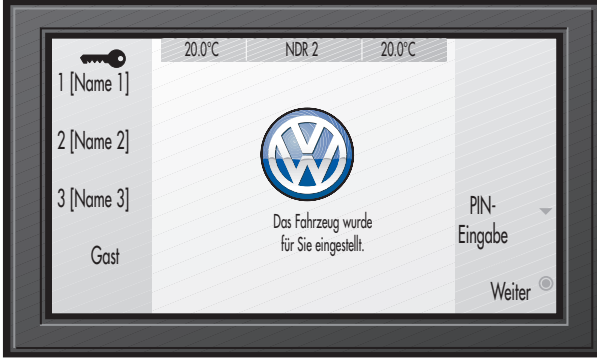 20.0°C NDR 2 20.0°C
1 [Name 1]
2 [Name 2]
3 [Name 3]
Gast
VW
Das Fahrzeug wurde
für Sie eingestellt.
PIN-
Eingabe
Weiter